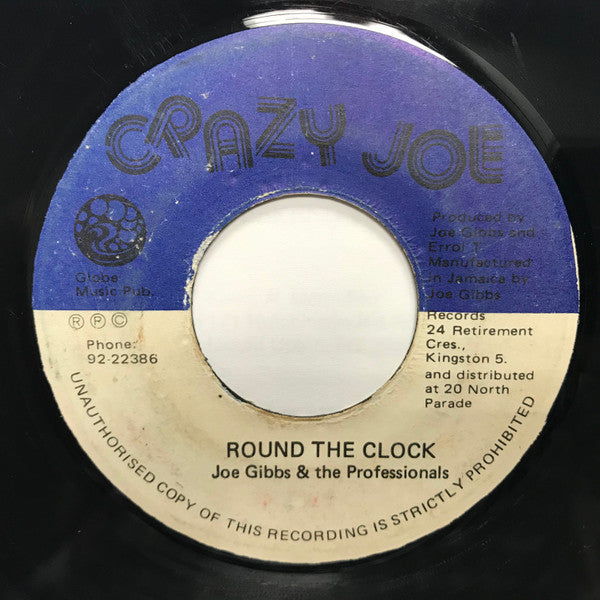 CRAZY JOE
Globe
Music Pub.
Ⓡ Ⓟ Ⓒ
Phone:
92-22386
Produced by
Joe Gibbs and
Errol T.
Manufactured
in Jamaica by
Joe Gibbs
Records
24 Retirement
Cres.,
Kingston 5.
and distributed
at 20 North
Parade
ROUND THE CLOCK
Joe Gibbs & the Professionals
UNAUTHORISED COPY OF THIS RECORDING IS STRICTLY PROHIBITED